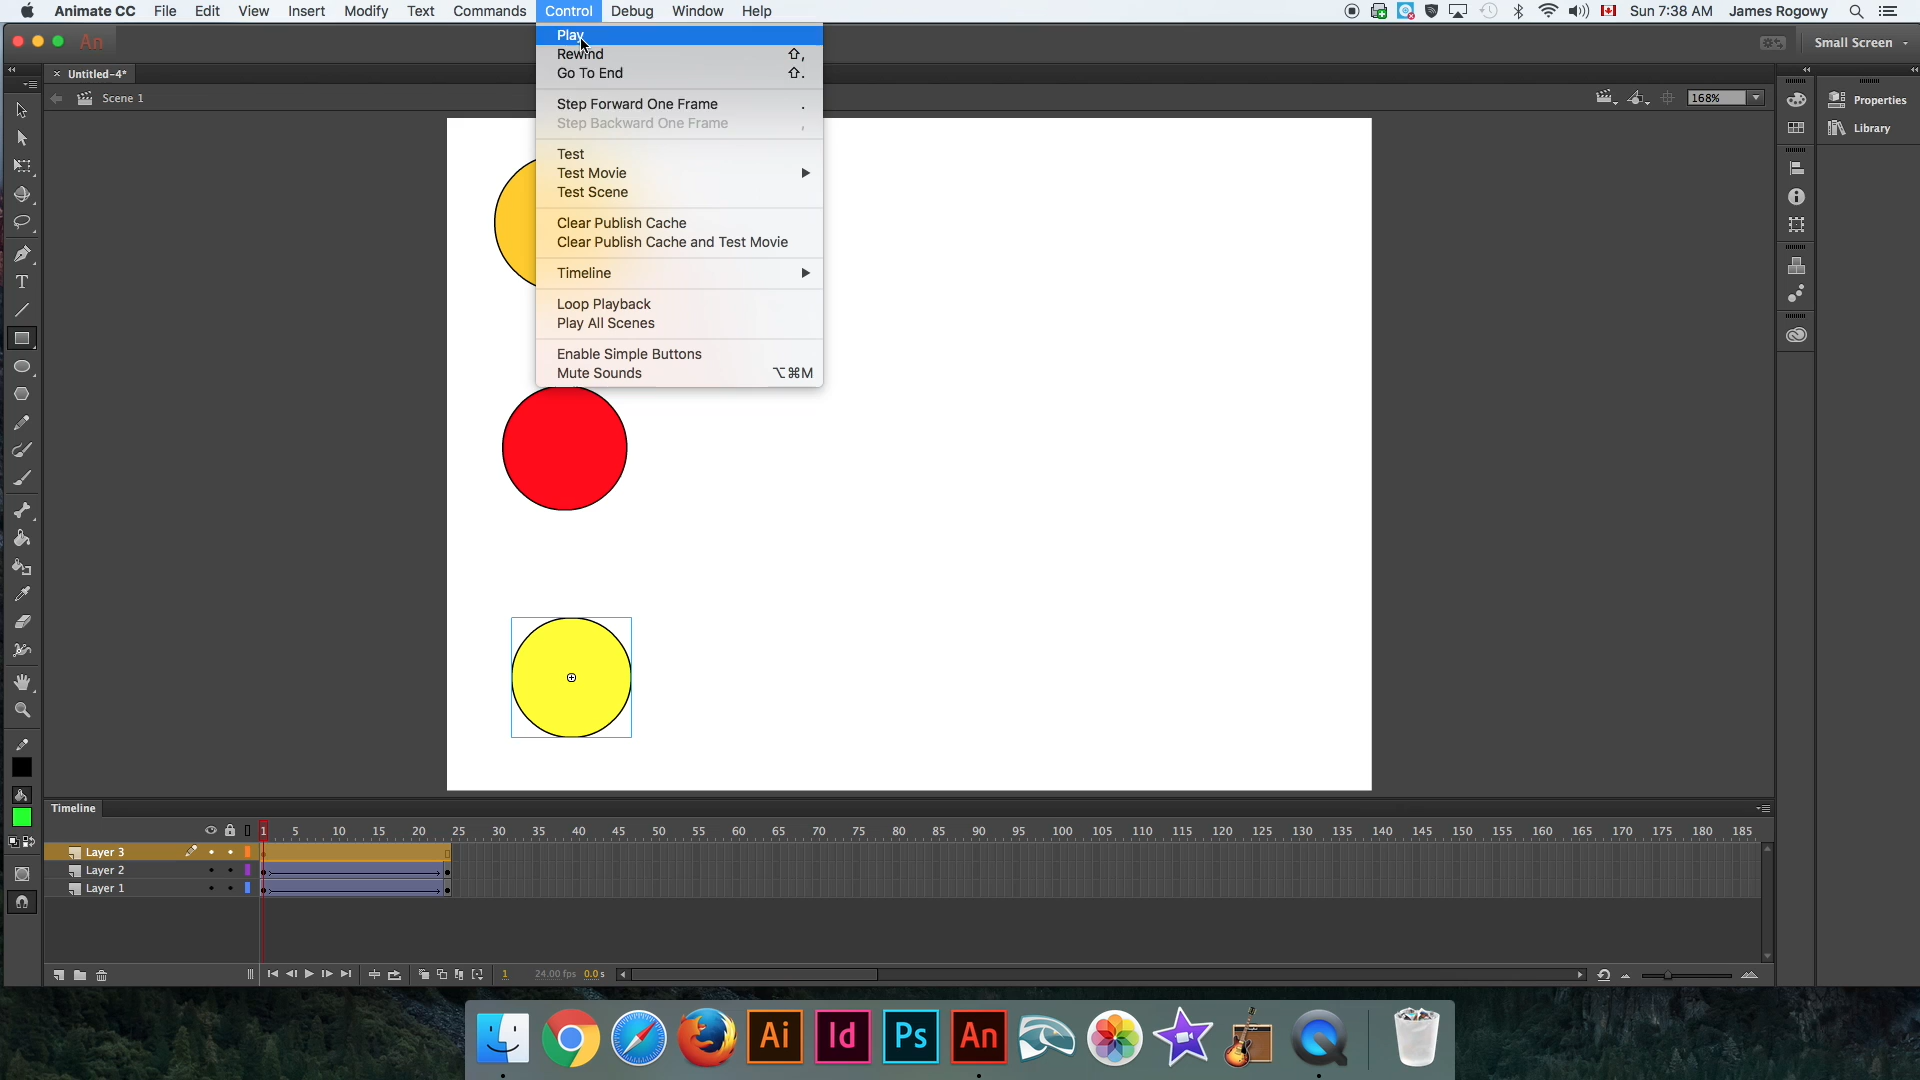 Animate CC File Edit View Insert Modify Text Commands Control Debug Window Help Sun 7:38 AM James Rogowy
An Small Screen
× Untitled-4*
Scene 1 168%
Play
Rewind ⇧,
Go To End ⇧.
Step Forward One Frame .
Step Backward One Frame ,
Test
Test Movie ▶
Test Scene
Clear Publish Cache
Clear Publish Cache and Test Movie
Timeline ▶
Loop Playback
Play All Scenes
Enable Simple Buttons
Mute Sounds ⌥⌘M
Properties
Library
T
Timeline
1 5 10 15 20 25 30 35 40 45 50 55 60 65 70 75 80 85 90 95 100 105 110 115 120 125 130 135 140 145 150 155 160 165 170 175 180 185
Layer 3
Layer 2
Layer 1
1 24.00 fps 0.0 s
Ai Id Ps An